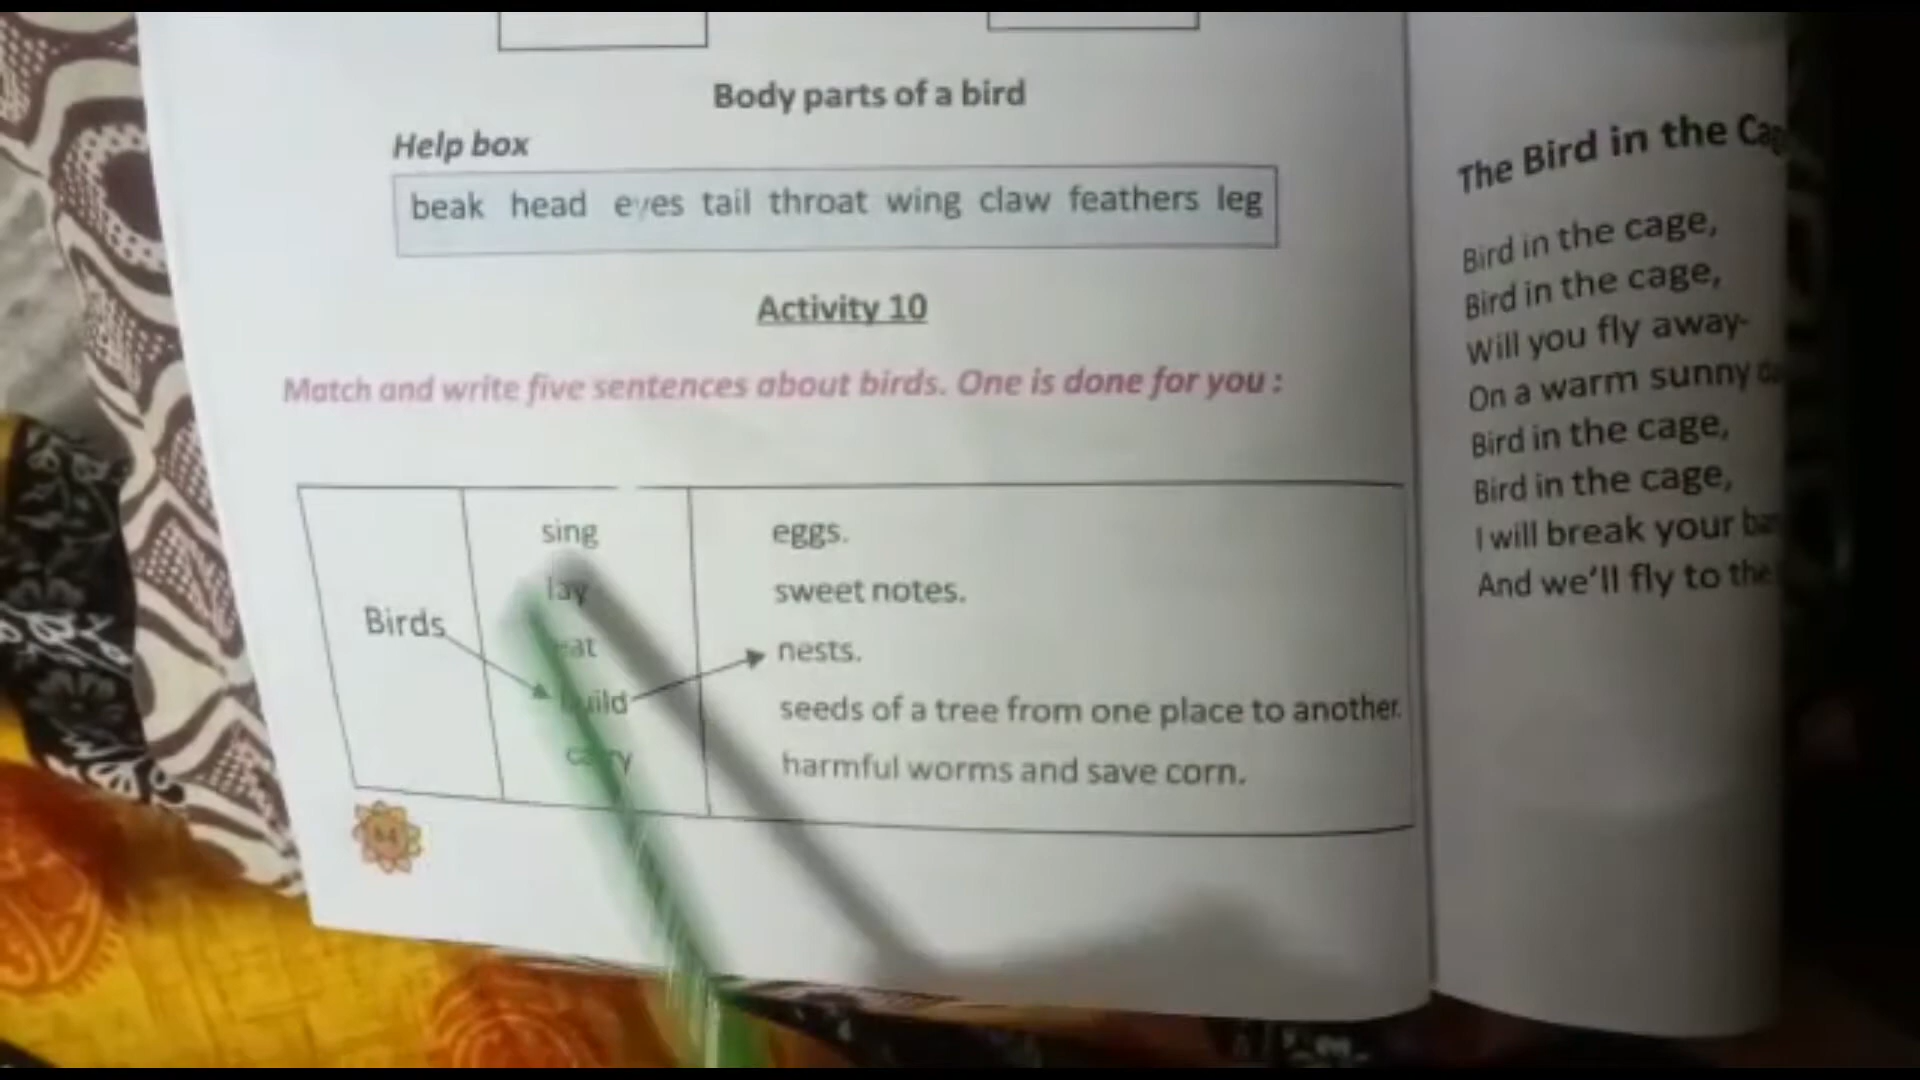 Body parts of a bird
Help box
beak head eyes tail throat wing claw feathers leg
Activity 10
Match and write five sentences about birds. One is done for you :
Birds
sing
lay
eat
build
carry
eggs.
sweet notes.
nests.
seeds of a tree from one place to another.
harmful worms and save corn.
The Bird in the
Bird in the cage,
Bird in the cage,
Will you fly away-
On a warm sunny
Bird in the cage,
Bird in the cage,
I will break your
And we'll fly to the